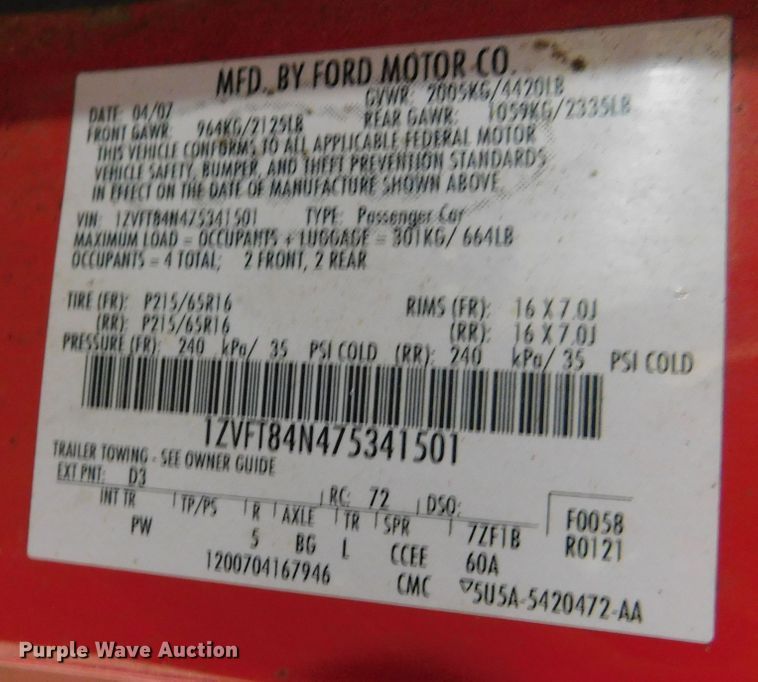 MFD. BY FORD MOTOR CO.
DATE: 04/07 GVWR: 2005KG/4420LB
FRONT GAWR: 964KG/2125LB REAR GAWR: 1059KG/2335LB
THIS VEHICLE CONFORMS TO ALL APPLICABLE FEDERAL MOTOR
VEHICLE SAFETY, BUMPER, AND THEFT PREVENTION STANDARDS
IN EFFECT ON THE DATE OF MANUFACTURE SHOWN ABOVE.
VIN: 1ZVFT84N475341501 TYPE: Passenger Car
MAXIMUM LOAD = OCCUPANTS + LUGGAGE = 301KG/ 664LB
OCCUPANTS = 4 TOTAL; 2 FRONT, 2 REAR
TIRE (FR): P215/65R16 RIMS (FR): 16 X 7.0J
(RR): P215/65R16 (RR): 16 X 7.0J
PRESSURE (FR): 240 kPa/ 35 PSI COLD (RR): 240 kPa/ 35 PSI COLD
1ZVFT84N475341501
TRAILER TOWING - SEE OWNER GUIDE
EXT PNT: D3 RC: 72 DSO: F0058
INT TR TP/PS R AXLE TR SPR 7ZF1B R0121
PW 5 BG L CCEE 60A
1200704167946 CMC ▽5U5A-5420472-AA
Purple Wave Auction